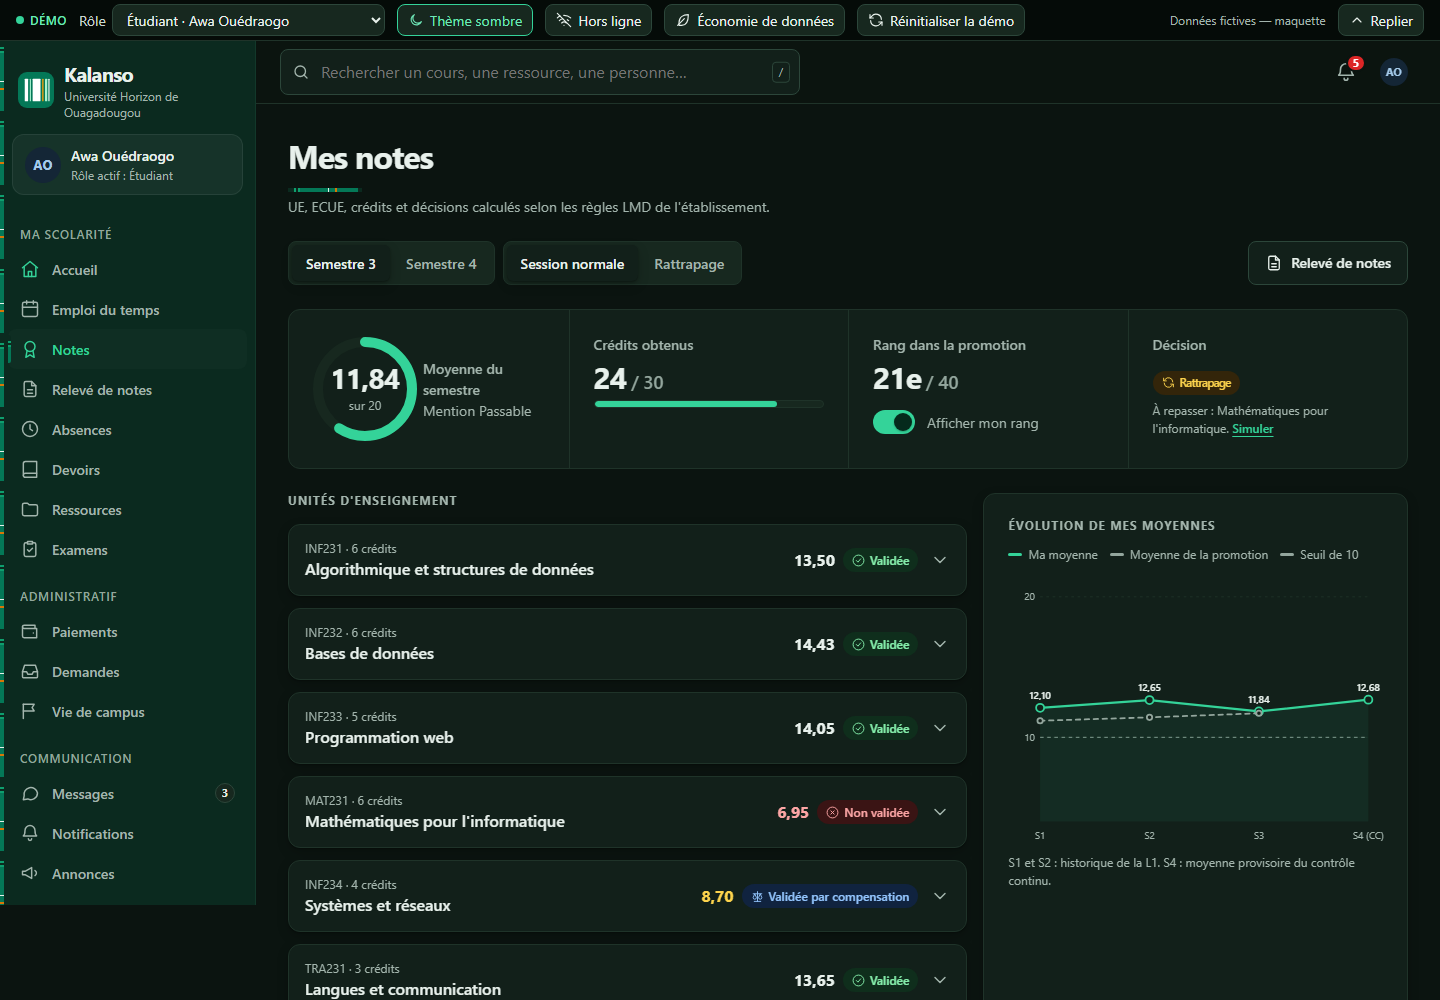 DÉMO Rôle Étudiant · Awa Ouédraogo Thème sombre Hors ligne Économie de données Réinitialiser la démo Données fictives — maquette Replier
Kalanso
Université Horizon de
Ouagadougou
Rechercher un cours, une ressource, une personne... /
5
AO
AO
Awa Ouédraogo
Rôle actif : Étudiant
MA SCOLARITÉ
Accueil
Emploi du temps
Notes
Relevé de notes
Absences
Devoirs
Ressources
Examens
ADMINISTRATIF
Paiements
Demandes
Vie de campus
COMMUNICATION
Messages 3
Notifications
Annonces
Mes notes
UE, ECUE, crédits et décisions calculés selon les règles LMD de l'établissement.
Semestre 3 Semestre 4 Session normale Rattrapage Relevé de notes
11,84
sur 20
Moyenne du
semestre
Mention Passable
Crédits obtenus
24 / 30
Rang dans la promotion
21e / 40
Afficher mon rang
Décision
Rattrapage
À repasser : Mathématiques pour
l'informatique. Simuler
UNITÉS D'ENSEIGNEMENT
INF231 · 6 crédits
Algorithmique et structures de données
13,50 Validée
INF232 · 6 crédits
Bases de données
14,43 Validée
INF233 · 5 crédits
Programmation web
14,05 Validée
MAT231 · 6 crédits
Mathématiques pour l'informatique
6,95 Non validée
INF234 · 4 crédits
Systèmes et réseaux
8,70 Validée par compensation
TRA231 · 3 crédits
Langues et communication
13,65 Validée
ÉVOLUTION DE MES MOYENNES
Ma moyenne Moyenne de la promotion Seuil de 10
20
12,10 12,65 11,84 12,68
10
S1 S2 S3 S4 (CC)
S1 et S2 : historique de la L1. S4 : moyenne provisoire du contrôle
continu.